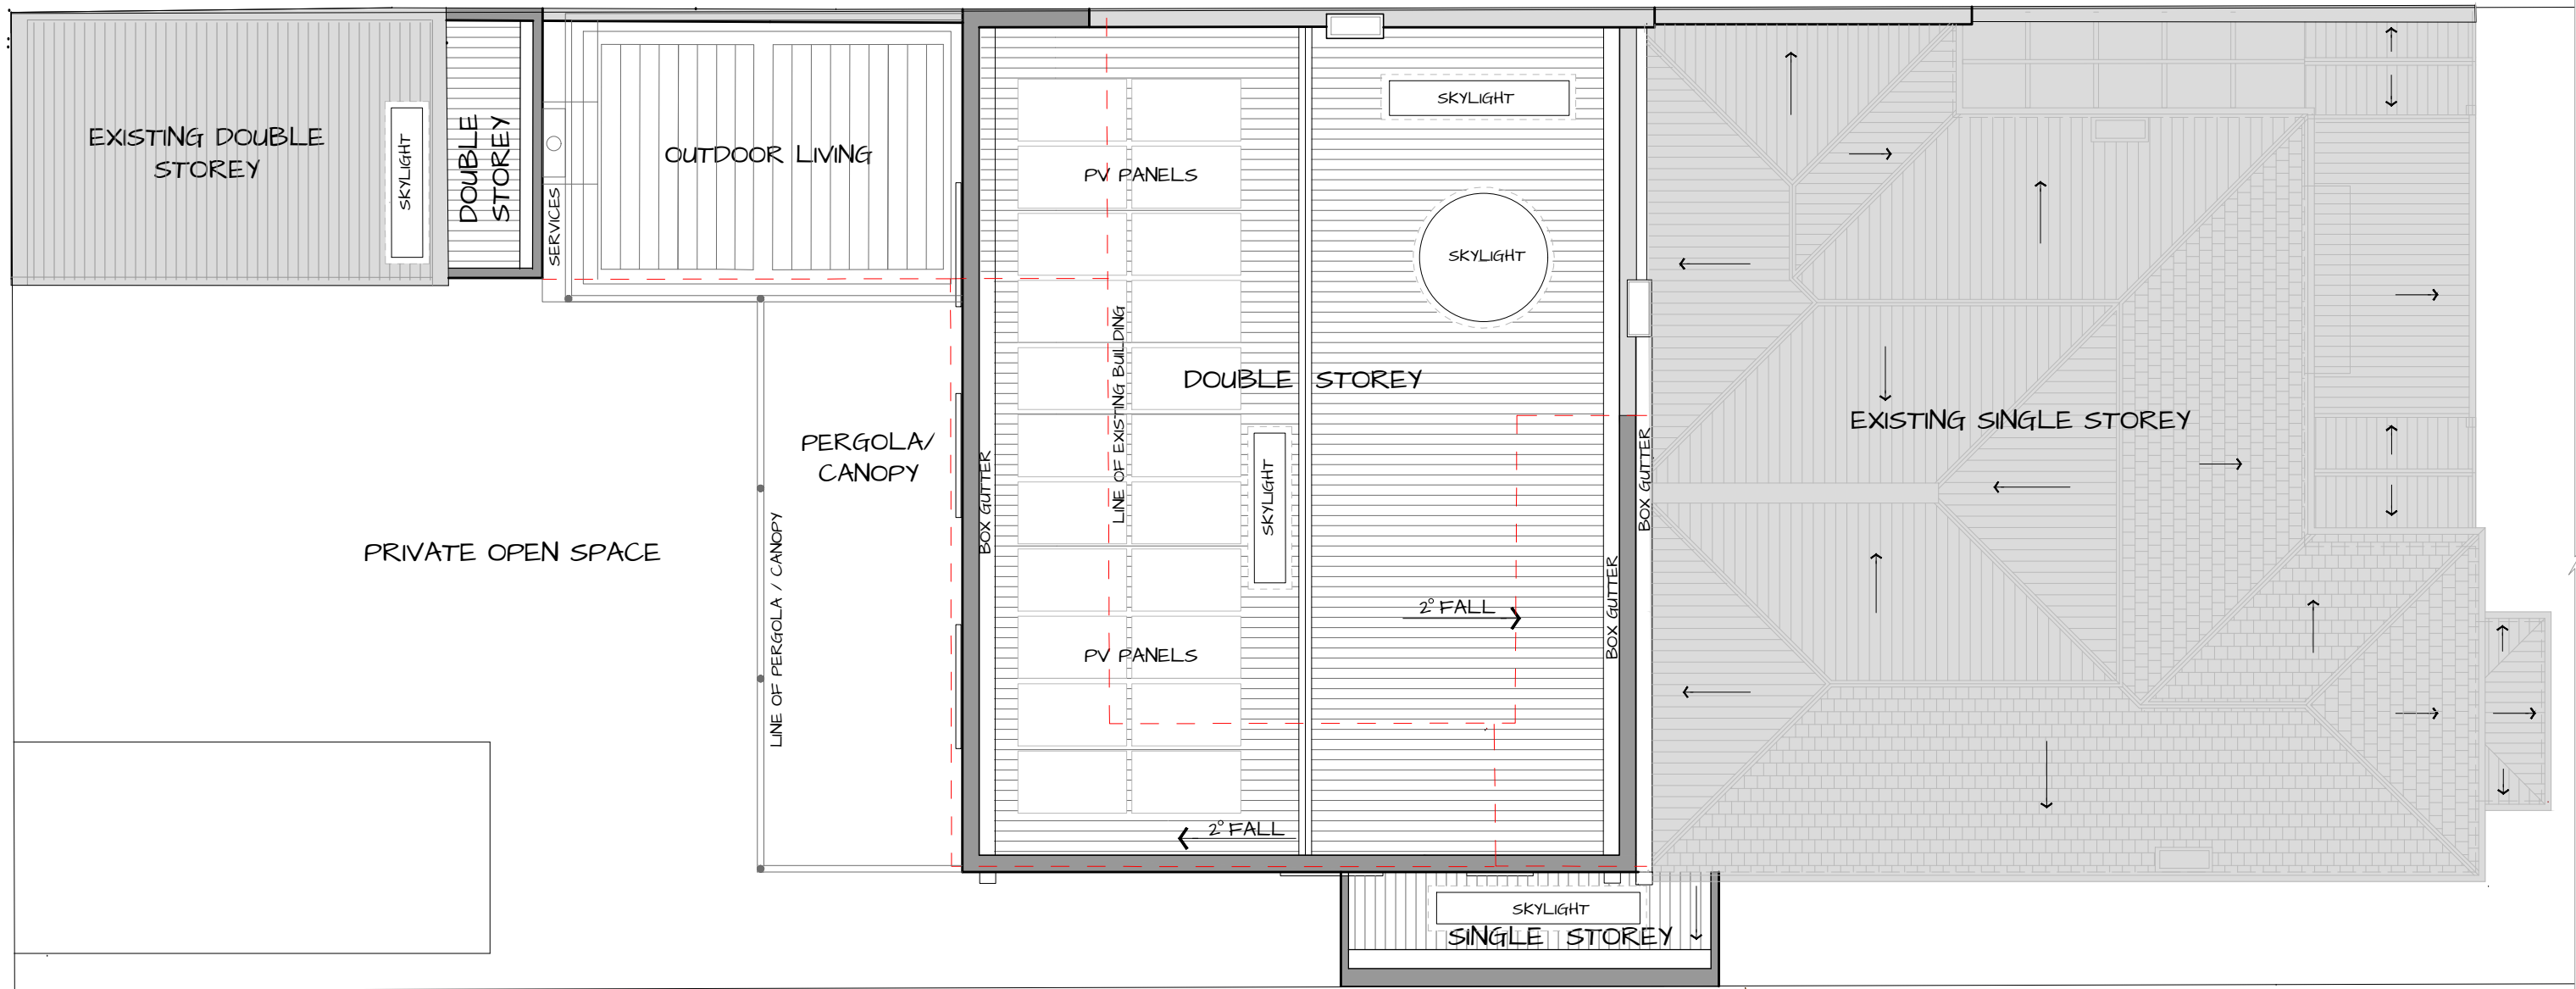 EXISTING DOUBLE
STOREY
SKYLIGHT
DOUBLE
STOREY
SERVICES
OUTDOOR LIVING
PV PANELS
SKYLIGHT
SKYLIGHT
LINE OF EXISTING BUILDING
DOUBLE STOREY
EXISTING SINGLE STOREY
PERGOLA/
CANOPY
BOX GUTTER
SKYLIGHT
BOX GUTTER
PRIVATE OPEN SPACE
LINE OF PERGOLA / CANOPY
2° FALL
BOX GUTTER
PV PANELS
2° FALL
SKYLIGHT
SINGLE STOREY